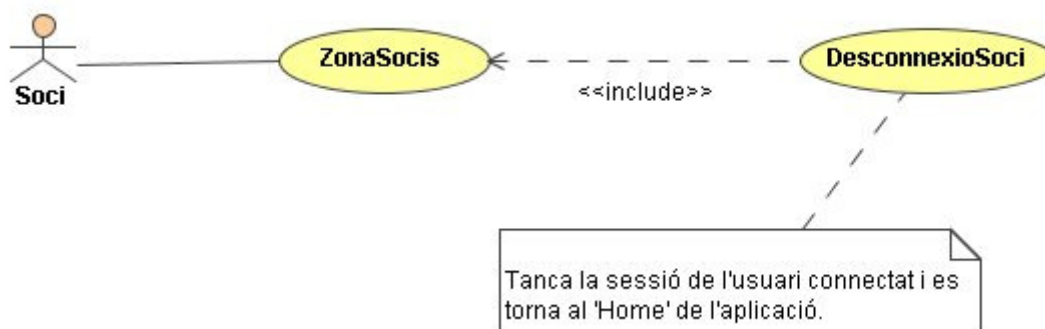 ZonaSocis
DesconnexioSoci
<<include>>
Soci
Tanca la sessió de l'usuari connectat i es
torna al 'Home' de l'aplicació.